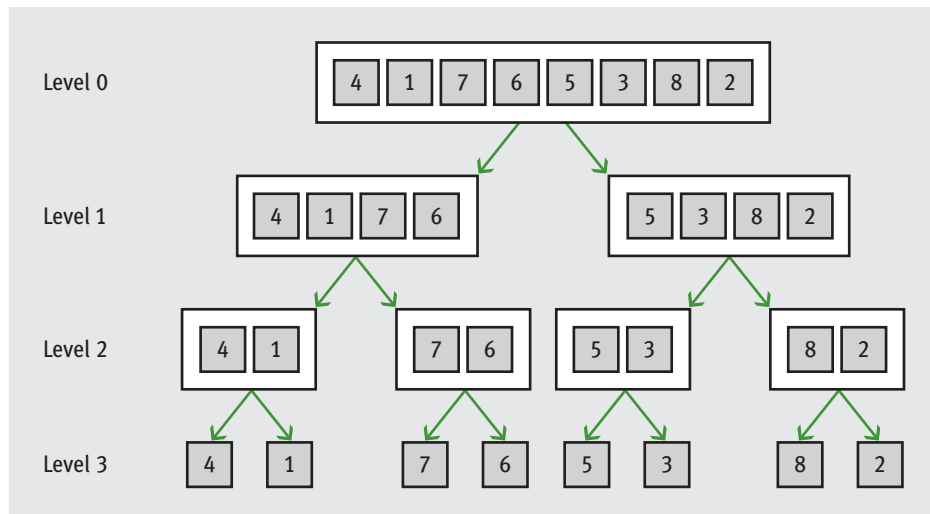 Level 0 4 1 7 6 5 3 8 2
Level 1 4 1 7 6 5 3 8 2
Level 2 4 1 7 6 5 3 8 2
Level 3 4 1 7 6 5 3 8 2